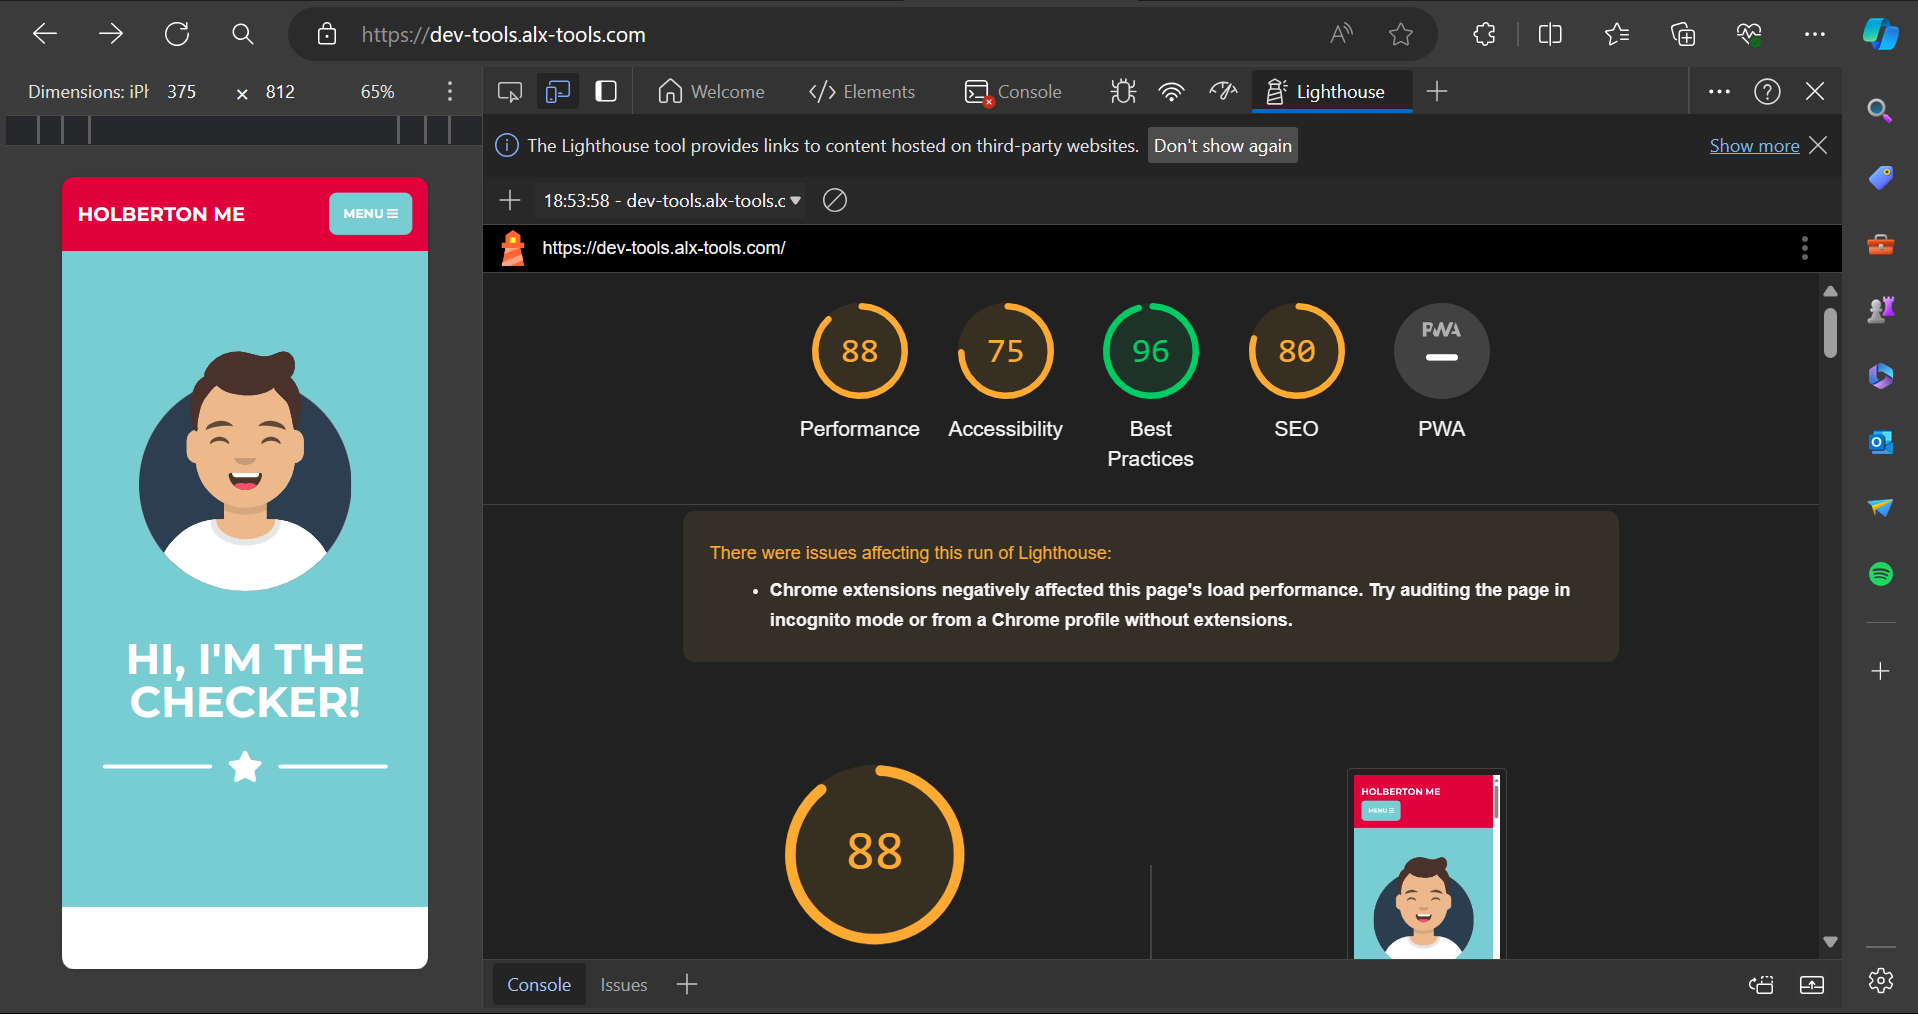 https://dev-tools.alx-tools.com
Dimensions: iPh 375 × 812 65%
Welcome Elements Console Lighthouse
The Lighthouse tool provides links to content hosted on third-party websites. Don't show again Show more
18:53:58 - dev-tools.alx-tools.c
https://dev-tools.alx-tools.com/
HOLBERTON ME MENU
HI, I'M THE
CHECKER!
88 75 96 80 PWA
Performance Accessibility Best Practices SEO PWA
There were issues affecting this run of Lighthouse:
Chrome extensions negatively affected this page's load performance. Try auditing the page in
incognito mode or from a Chrome profile without extensions.
88
HOLBERTON ME
MENU
Console Issues